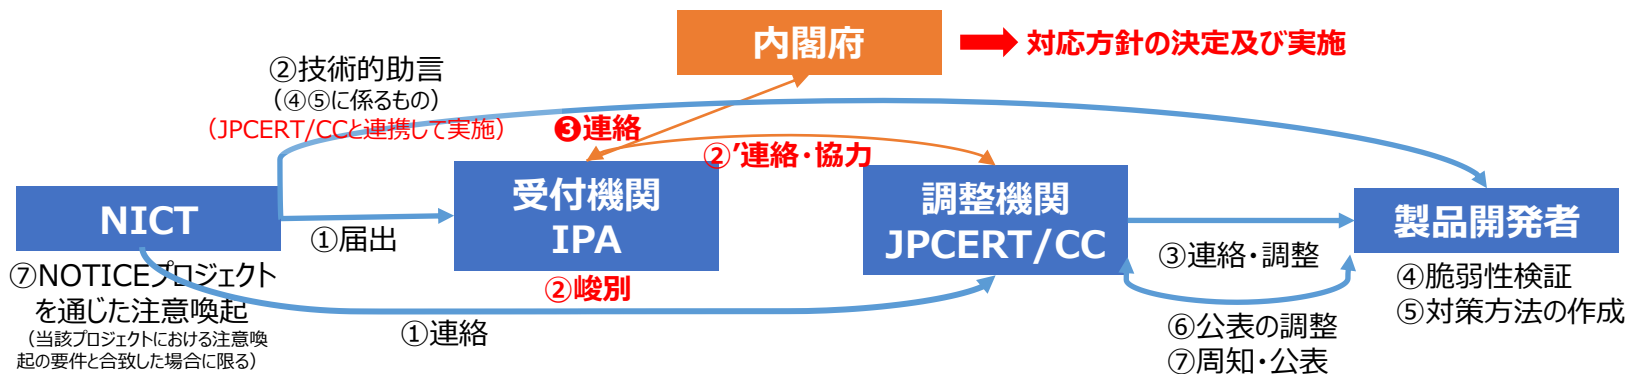 内閣府
対応方針の決定及び実施
②技術的助言
（④⑤に係るもの）
（JPCERT/CCと連携して実施）
❸連絡
②’連絡・協力
NICT
①届出
受付機関
IPA
②峻別
調整機関
JPCERT/CC
③連絡・調整
製品開発者
④脆弱性検証
⑤対策方法の作成
⑦NOTICEプロジェクト
を通じた注意喚起
（当該プロジェクトにおける注意喚
起の要件と合致した場合に限る）
①連絡
⑥公表の調整
⑦周知・公表